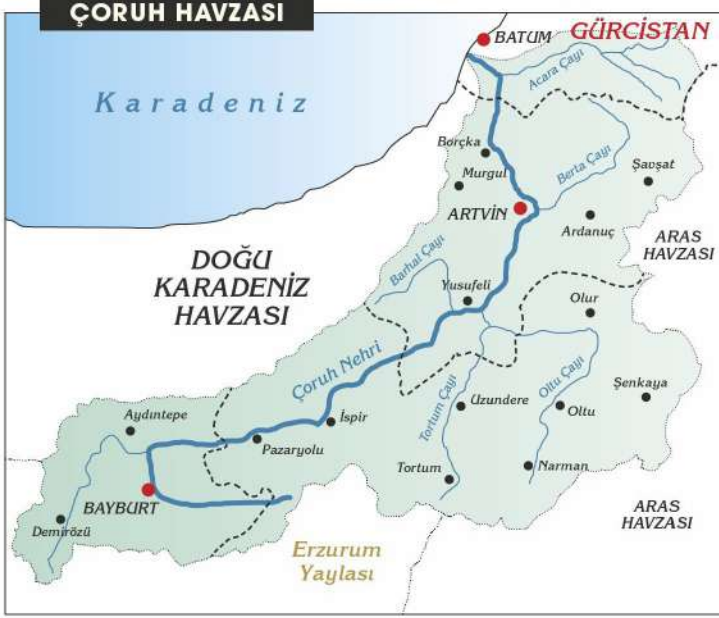 ÇORUH HAVZASI
BATUM
GÜRCİSTAN
Acara Çayı
Karadeniz
Borçka
Murgul
Berta Çayı
Şavşat
ARTVİN
Ardanuç
ARAS
HAVZASI
DOĞU
KARADENİZ
HAVZASI
Barhal Çayı
Yusufeli
Olur
Çoruh Nehri
Tortum Çayı
Oltu Çayı
Uzundere
Oltu
Şenkaya
Aydıntepe
İspir
Pazaryolu
Tortum
Narman
BAYBURT
Demirözü
Erzurum
Yaylası
ARAS
HAVZASI